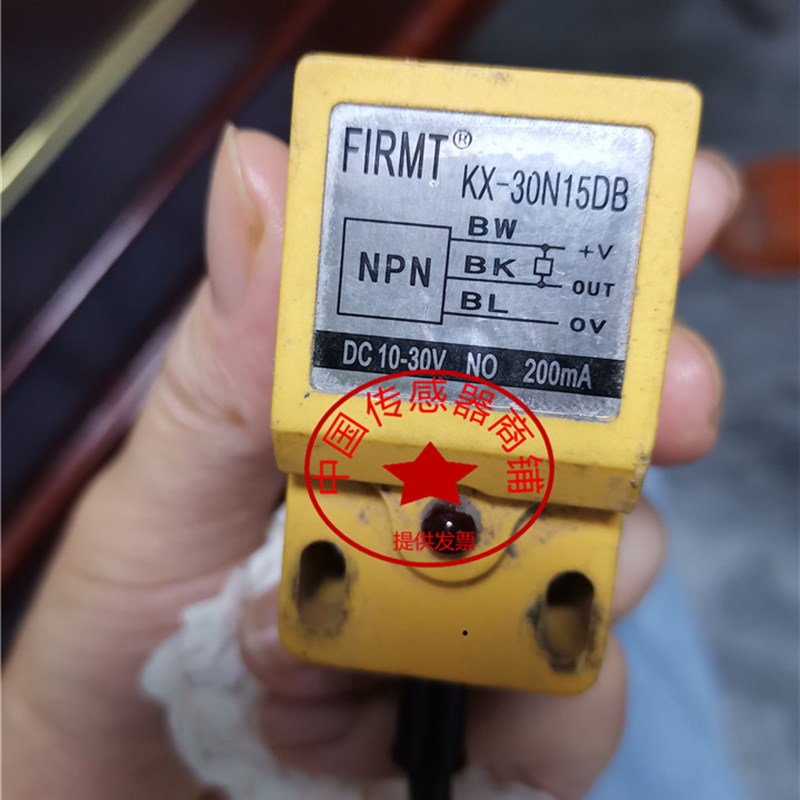 FIRMT®
KX-30N15DB
BW
+V
NPN
BK
OUT
BL
0V
DC 10-30V NO 200mA
中国传感器商铺
提供发票